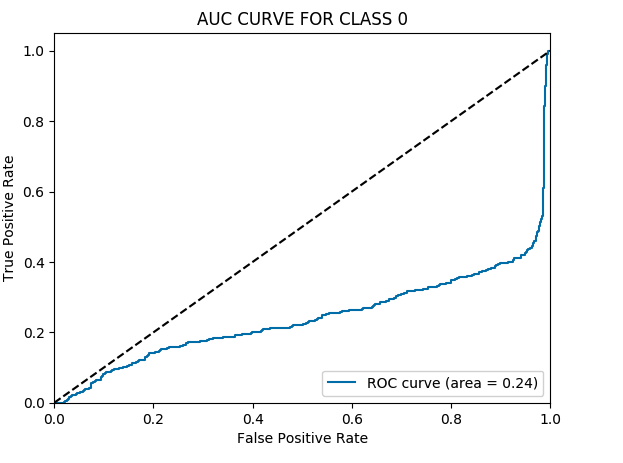 AUC CURVE FOR CLASS 0
True Positive Rate
1.0
0.8
0.6
0.4
0.2
0.0
0.0 0.2 0.4 0.6 0.8 1.0
False Positive Rate
ROC curve (area = 0.24)